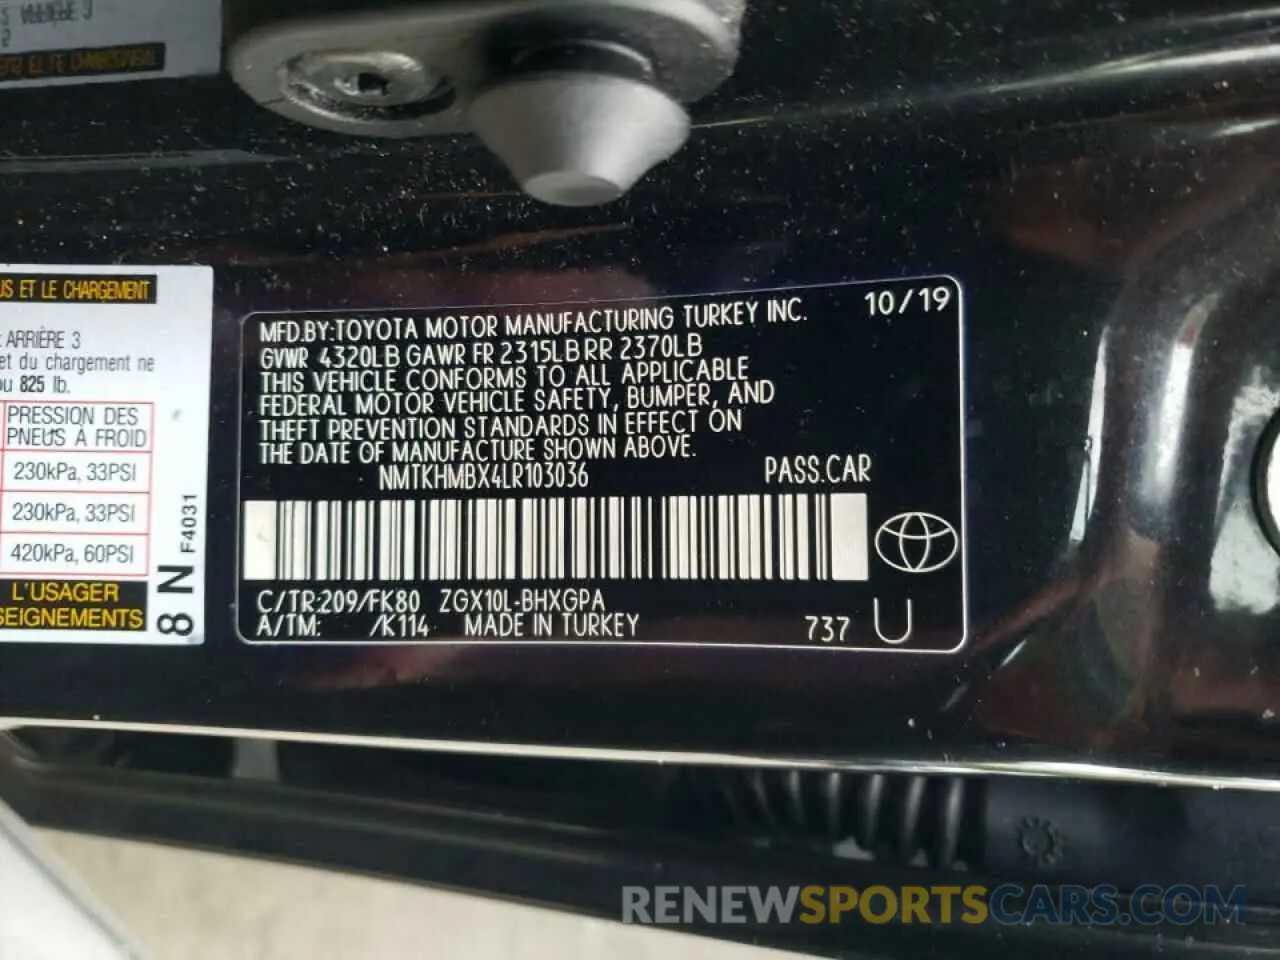 US ET LE CHARGEMENT
ARRIÈRE 3
et du chargement ne
ou 825 lb.
PRESSION DES
PNEUS À FROID
230kPa, 33PSI
230kPa, 33PSI
420kPa, 60PSI
L'USAGER
SEIGNEMENTS
8 N F4031
10/19
MFD.BY:TOYOTA MOTOR MANUFACTURING TURKEY INC.
GVWR 4320LB GAWR FR 2315LB RR 2370LB
THIS VEHICLE CONFORMS TO ALL APPLICABLE
FEDERAL MOTOR VEHICLE SAFETY, BUMPER, AND
THEFT PREVENTION STANDARDS IN EFFECT ON
THE DATE OF MANUFACTURE SHOWN ABOVE.
NMTKHMBX4LR103036 PASS.CAR
C/TR:209/FK80 ZGX10L-BHXGPA
A/TM: /K114 MADE IN TURKEY 737 U
RENEWSPORTSCARS.COM